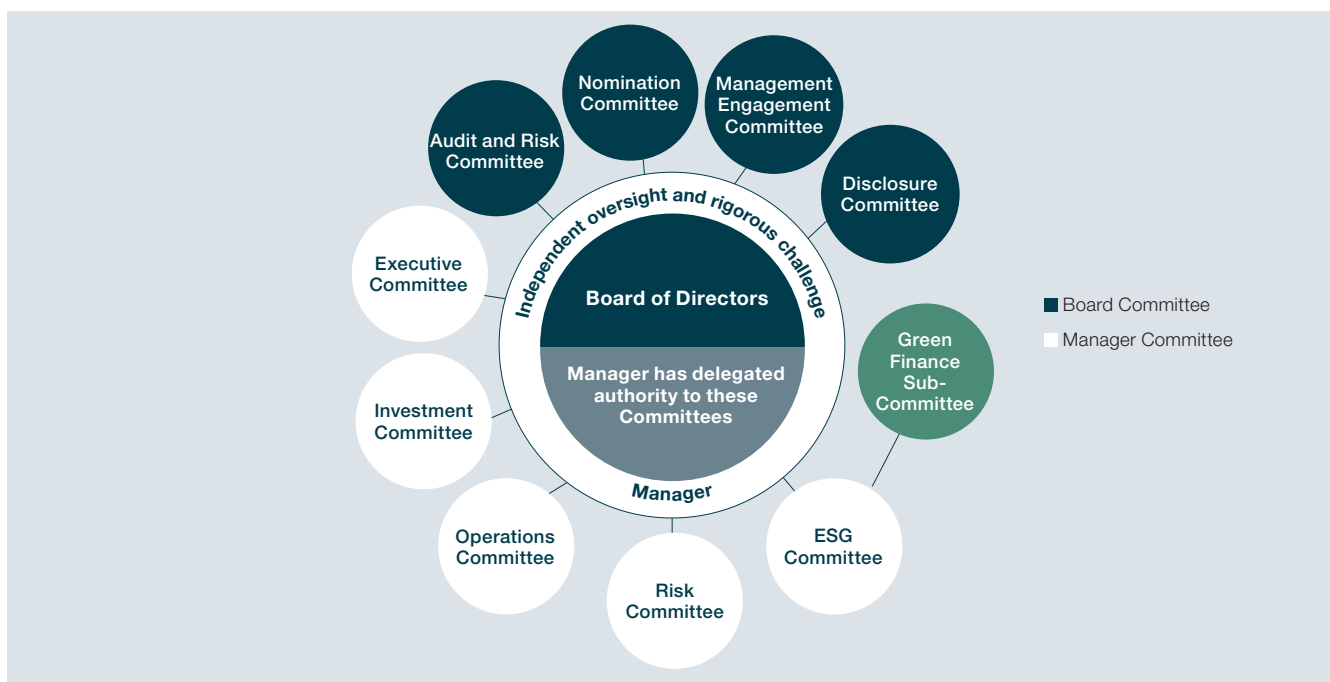 Nomination
Committee
Management
Engagement
Committee
Audit and Risk
Committee
Disclosure
Committee
Independent oversight and rigorous challenge
Executive
Committee
Board of Directors
Board Committee
Manager Committee
Green
Finance
Sub-
Committee
Manager has delegated
authority to these
Committees
Investment
Committee
Manager
Operations
Committee
ESG
Committee
Risk
Committee